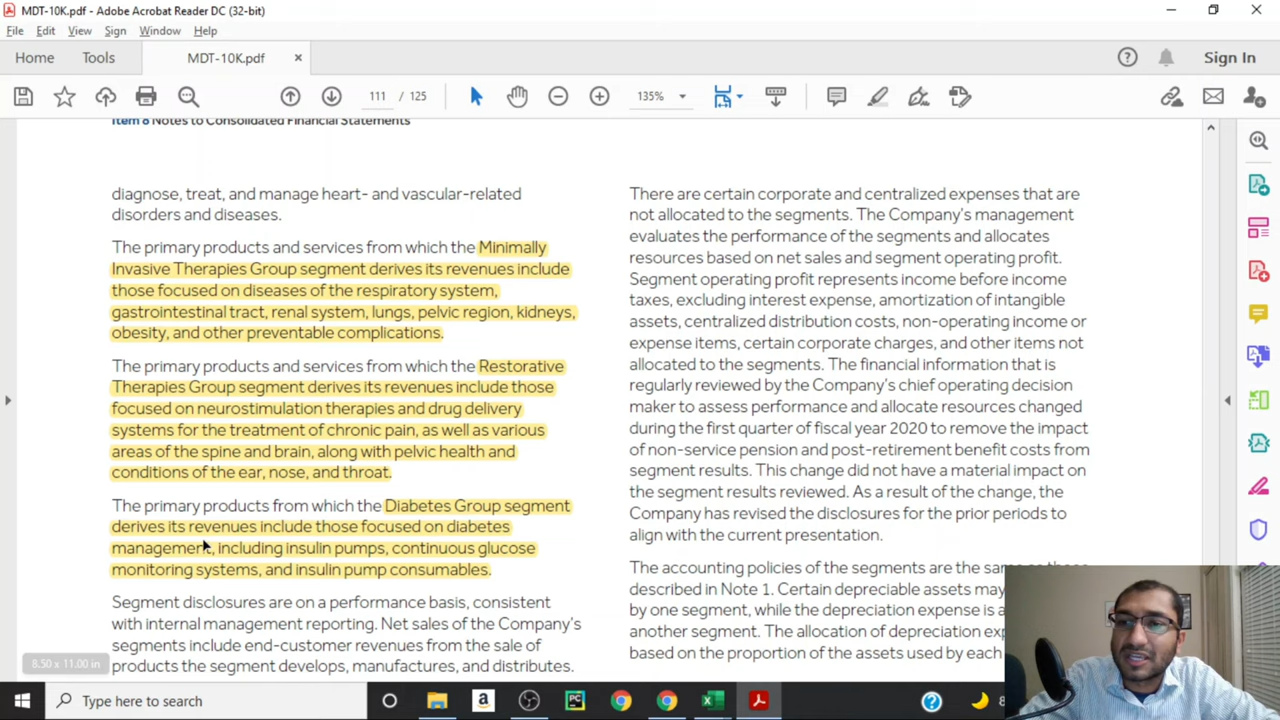 MDT-10K.pdf - Adobe Acrobat Reader DC (32-bit)
File Edit View Sign Window Help
Home Tools MDT-10K.pdf × Sign In
111 / 125 135%
Item 8 Notes to Consolidated Financial Statements
diagnose, treat, and manage heart- and vascular-related
disorders and diseases.
The primary products and services from which the Minimally
Invasive Therapies Group segment derives its revenues include
those focused on diseases of the respiratory system,
gastrointestinal tract, renal system, lungs, pelvic region, kidneys,
obesity, and other preventable complications.
The primary products and services from which the Restorative
Therapies Group segment derives its revenues include those
focused on neurostimulation therapies and drug delivery
systems for the treatment of chronic pain, as well as various
areas of the spine and brain, along with pelvic health and
conditions of the ear, nose, and throat.
The primary products from which the Diabetes Group segment
derives its revenues include those focused on diabetes
management, including insulin pumps, continuous glucose
monitoring systems, and insulin pump consumables.
Segment disclosures are on a performance basis, consistent
with internal management reporting. Net sales of the Company's
segments include end-customer revenues from the sale of
products the segment develops, manufactures, and distributes.
There are certain corporate and centralized expenses that are
not allocated to the segments. The Company's management
evaluates the performance of the segments and allocates
resources based on net sales and segment operating profit.
Segment operating profit represents income before income
taxes, excluding interest expense, amortization of intangible
assets, centralized distribution costs, non-operating income or
expense items, certain corporate charges, and other items not
allocated to the segments. The financial information that is
regularly reviewed by the Company's chief operating decision
maker to assess performance and allocate resources changed
during the first quarter of fiscal year 2020 to remove the impact
of non-service pension and post-retirement benefit costs from
segment results. This change did not have a material impact on
the segment results reviewed. As a result of the change, the
Company has revised the disclosures for the prior periods to
align with the current presentation.
The accounting policies of the segments are the same as those
described in Note 1. Certain depreciable assets may
by one segment, while the depreciation expense is
another segment. The allocation of depreciation
based on the proportion of the assets used by each
8.50 x 11.00 in
Type here to search